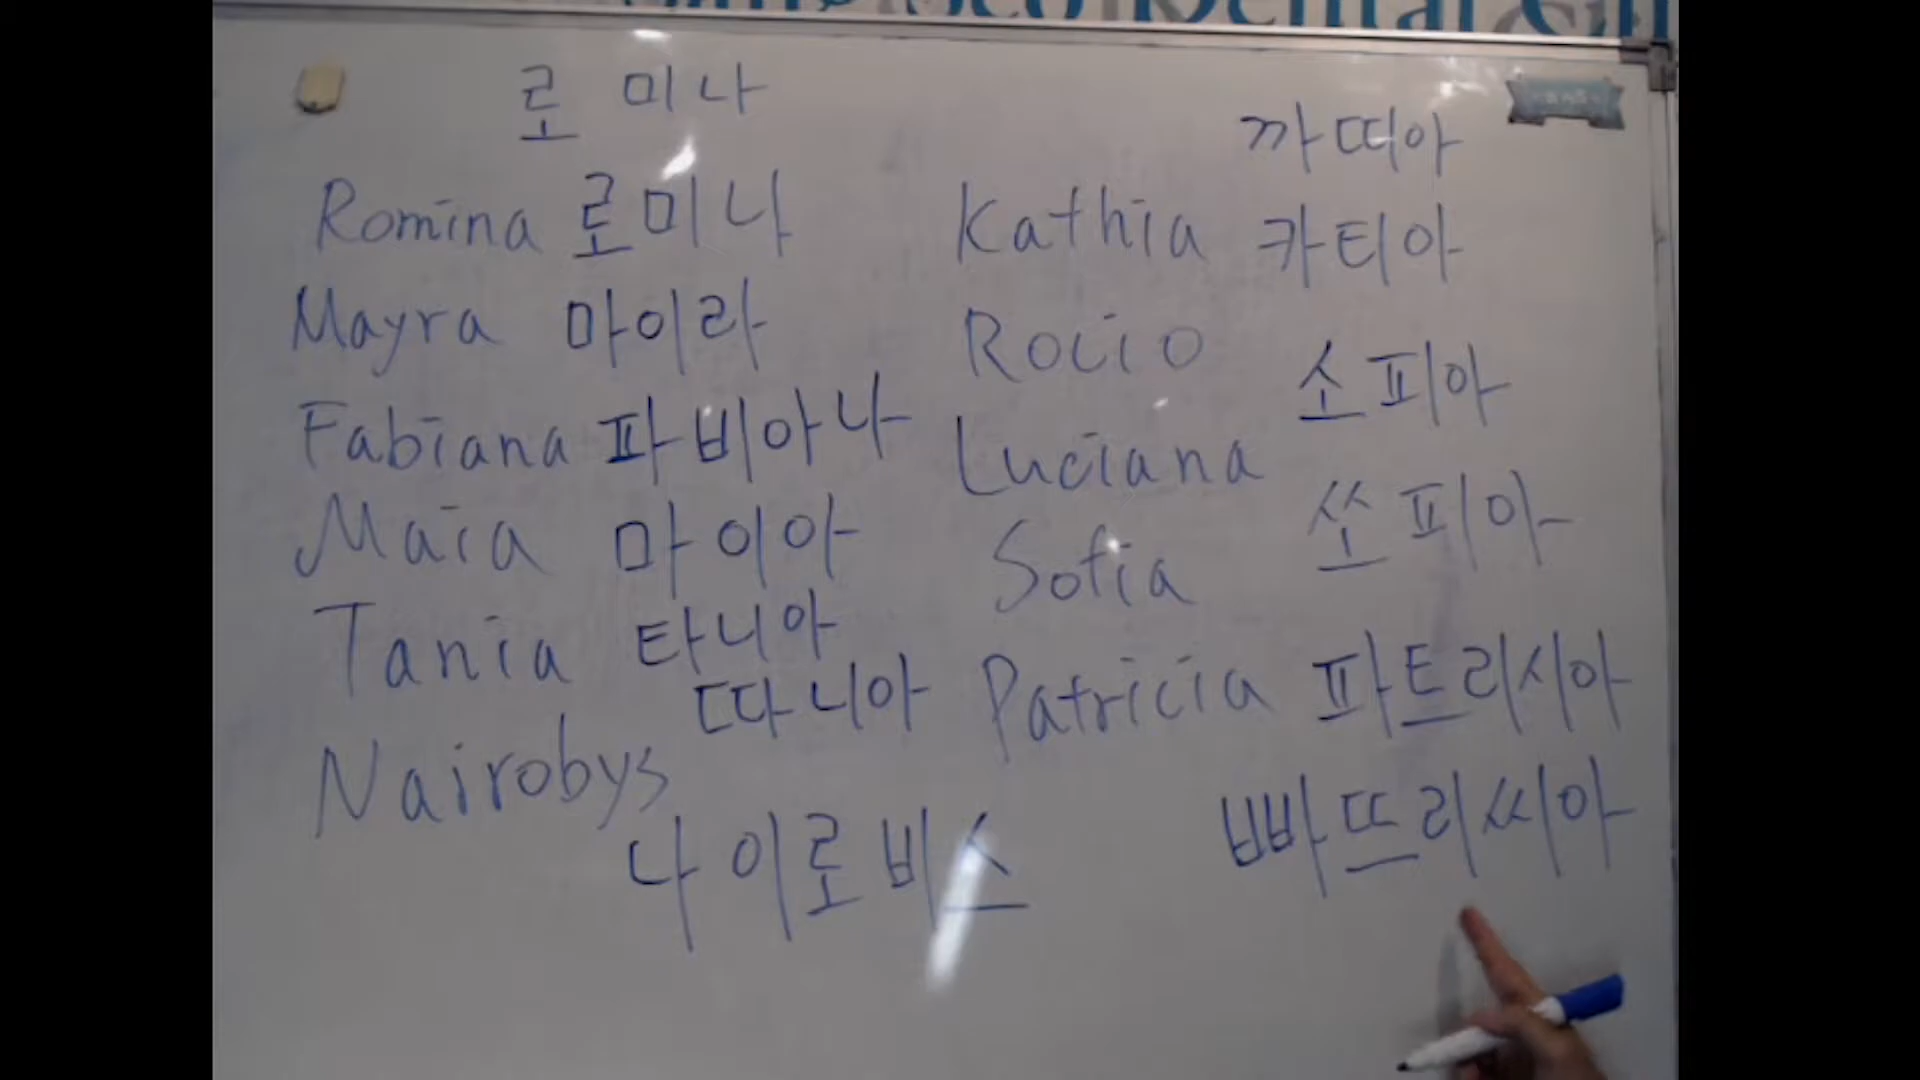 Dental Cli
로 미나
Romina 로미나
Mayra 마이라
Fabiana 파비아나
Maia 마이아
Tania 타니아
따니아
Nairobys
나이로비스
까띠아
Kathia 카티아
Rocio
소피아
Luciana
쏘피아
Sofia
Patricia 파트리시아
빠뜨리씨아